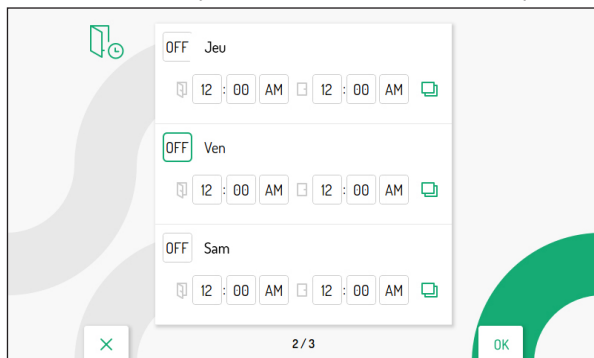 OFF Jeu
12 : 00 AM 12 : 00 AM
OFF Ven
12 : 00 AM 12 : 00 AM
OFF Sam
12 : 00 AM 12 : 00 AM
2/3
OK